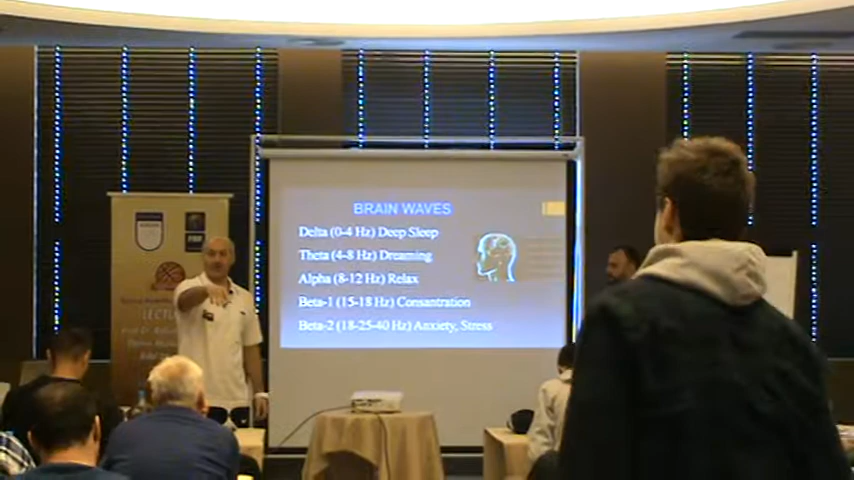 BRAIN WAVES
Delta (0-4 Hz) Deep Sleep
Theta (4-8 Hz) Dreaming
Alpha (8-12 Hz) Relax
Beta-1 (15-18 Hz) Consantration
Beta-2 (18-25-40 Hz) Anxiety, Stress
LECTU